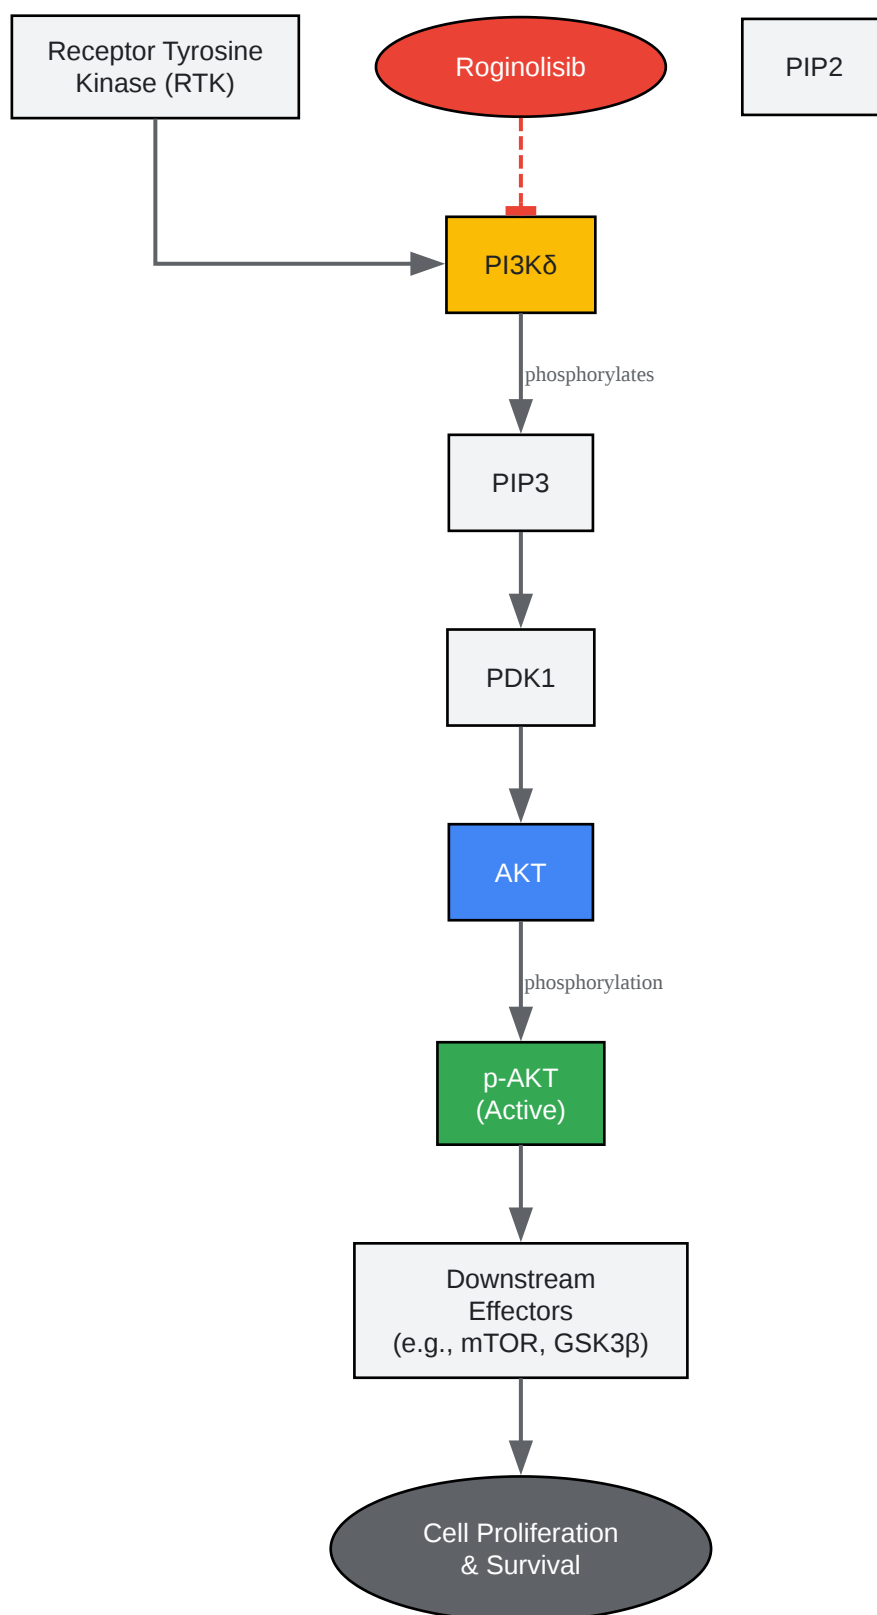 Receptor Tyrosine
Kinase (RTK)
Roginolisib
PIP2
PI3Kδ
phosphorylates
PIP3
PDK1
AKT
phosphorylation
p-AKT
(Active)
Downstream
Effectors
(e.g., mTOR, GSK3β)
Cell Proliferation
& Survival